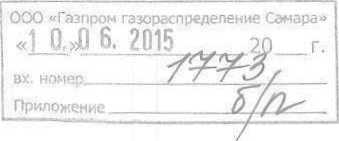 ООО «Газпром газораспределение Самара»
«10.» 06. 2015 20 г.
вх. номер 1773
Приложение б/п